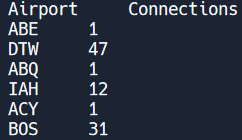 Airport Connections
ABE 1
DTW 47
ABQ 1
IAH 12
ACY 1
BOS 31